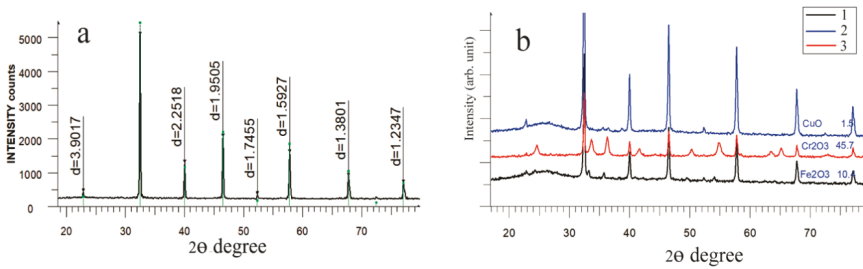 a
INTENSITY counts
5000
4000
3000
2000
1000
0
d=3.9017
d=2.2518
d=1.9505
d=1.7455
d=1.5927
d=1.3801
d=1.2347
20 30 40 50 60 70
2Θ degree
b
Intensity (arb. unit)
1
2
3
CuO 1.5
Cr2O3 45.7
Fe2O3 10.
20 30 40 50 60 70
2Θ degree